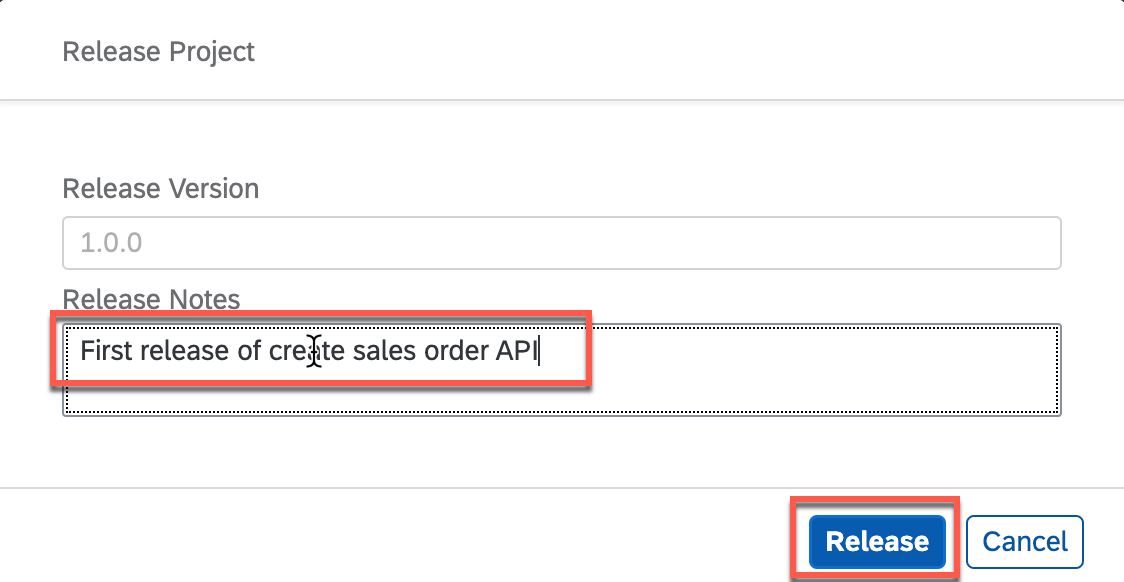 Release Project
Release Version
1.0.0
Release Notes
First release of create sales order API
Release Cancel